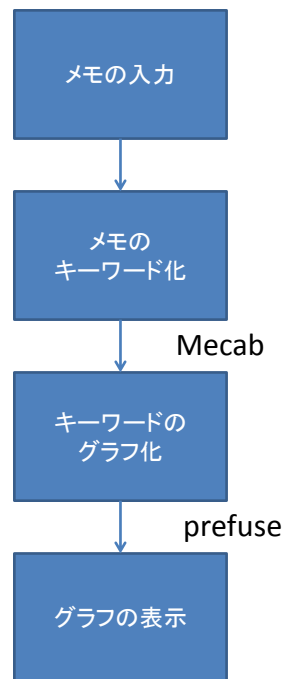 メモの入力
メモの
キーワード化
Mecab
キーワードの
グラフ化
prefuse
グラフの表示